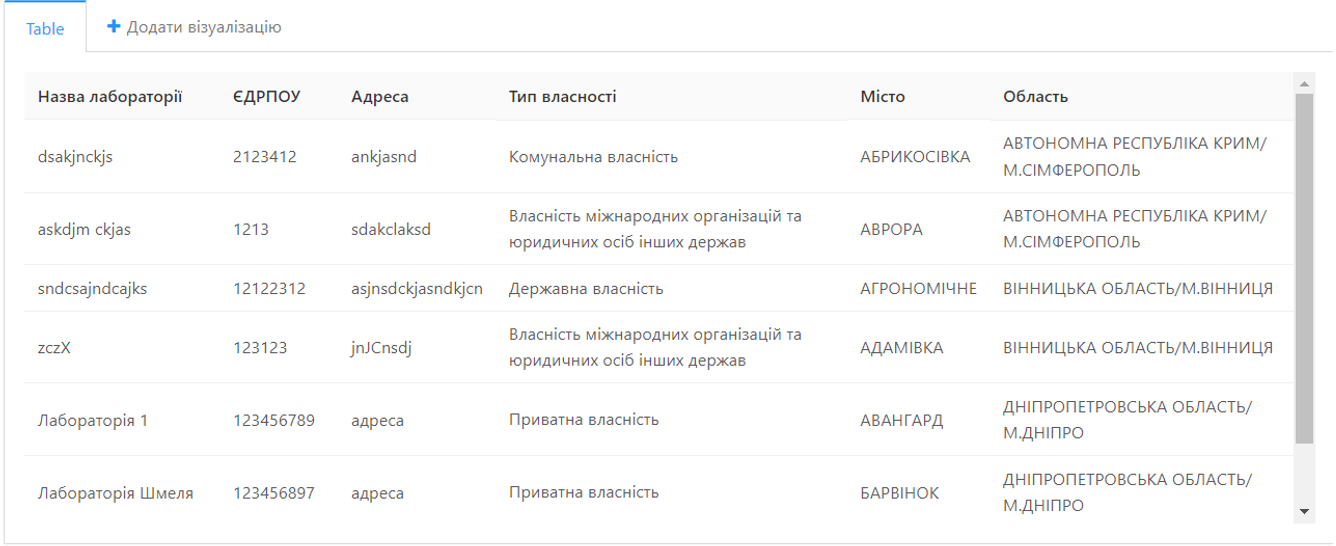 Table
Додати візуалізацію
Назва лабораторії ЄДРПОУ Адреса Тип власності Місто Область
dsakjnckjs 2123412 ankjasnd Комунальна власність АБРИКОСІВКА АВТОНОМНА РЕСПУБЛІКА КРИМ/
М.СІМФЕРОПОЛЬ
askdjm ckjas 1213 sdakclaksd Власність міжнародних організацій та АВРОРА АВТОНОМНА РЕСПУБЛІКА КРИМ/
юридичних осіб інших держав М.СІМФЕРОПОЛЬ
sndcsajndcajks 12122312 asjnsdckjasndkjcn Державна власність АГРОНОМІЧНЕ ВІННИЦЬКА ОБЛАСТЬ/М.ВІННИЦЯ
zczX 123123 jnJCnsdj Власність міжнародних організацій та АДАМІВКА ВІННИЦЬКА ОБЛАСТЬ/М.ВІННИЦЯ
юридичних осіб інших держав
Лабораторія 1 123456789 адреса Приватна власність АВАНГАРД ДНІПРОПЕТРОВСЬКА ОБЛАСТЬ/
М.ДНІПРО
Лабораторія Шмеля 123456897 адреса Приватна власність БАРВІНОК ДНІПРОПЕТРОВСЬКА ОБЛАСТЬ/
М.ДНІПРО